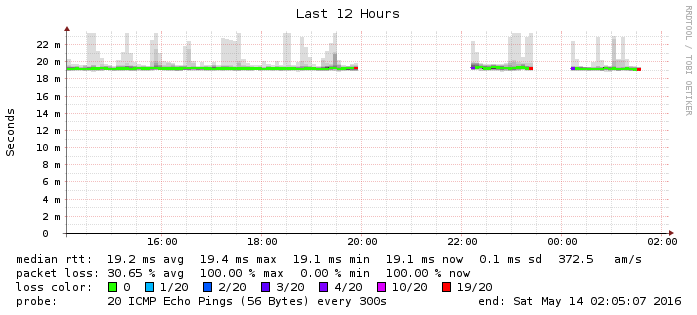 Last 12 Hours
RRDTOOL / TOBI OETIKER
Seconds
22 m
20 m
18 m
16 m
14 m
12 m
10 m
8 m
6 m
4 m
2 m
0
16:00 18:00 20:00 22:00 00:00 02:00
median rtt: 19.2 ms avg 19.4 ms max 19.1 ms min 19.1 ms now 0.1 ms sd 372.5 am/s
packet loss: 30.65 % avg 100.00 % max 0.00 % min 100.00 % now
loss color: 0 1/20 2/20 3/20 4/20 10/20 19/20
probe: 20 ICMP Echo Pings (56 Bytes) every 300s end: Sat May 14 02:05:07 2016